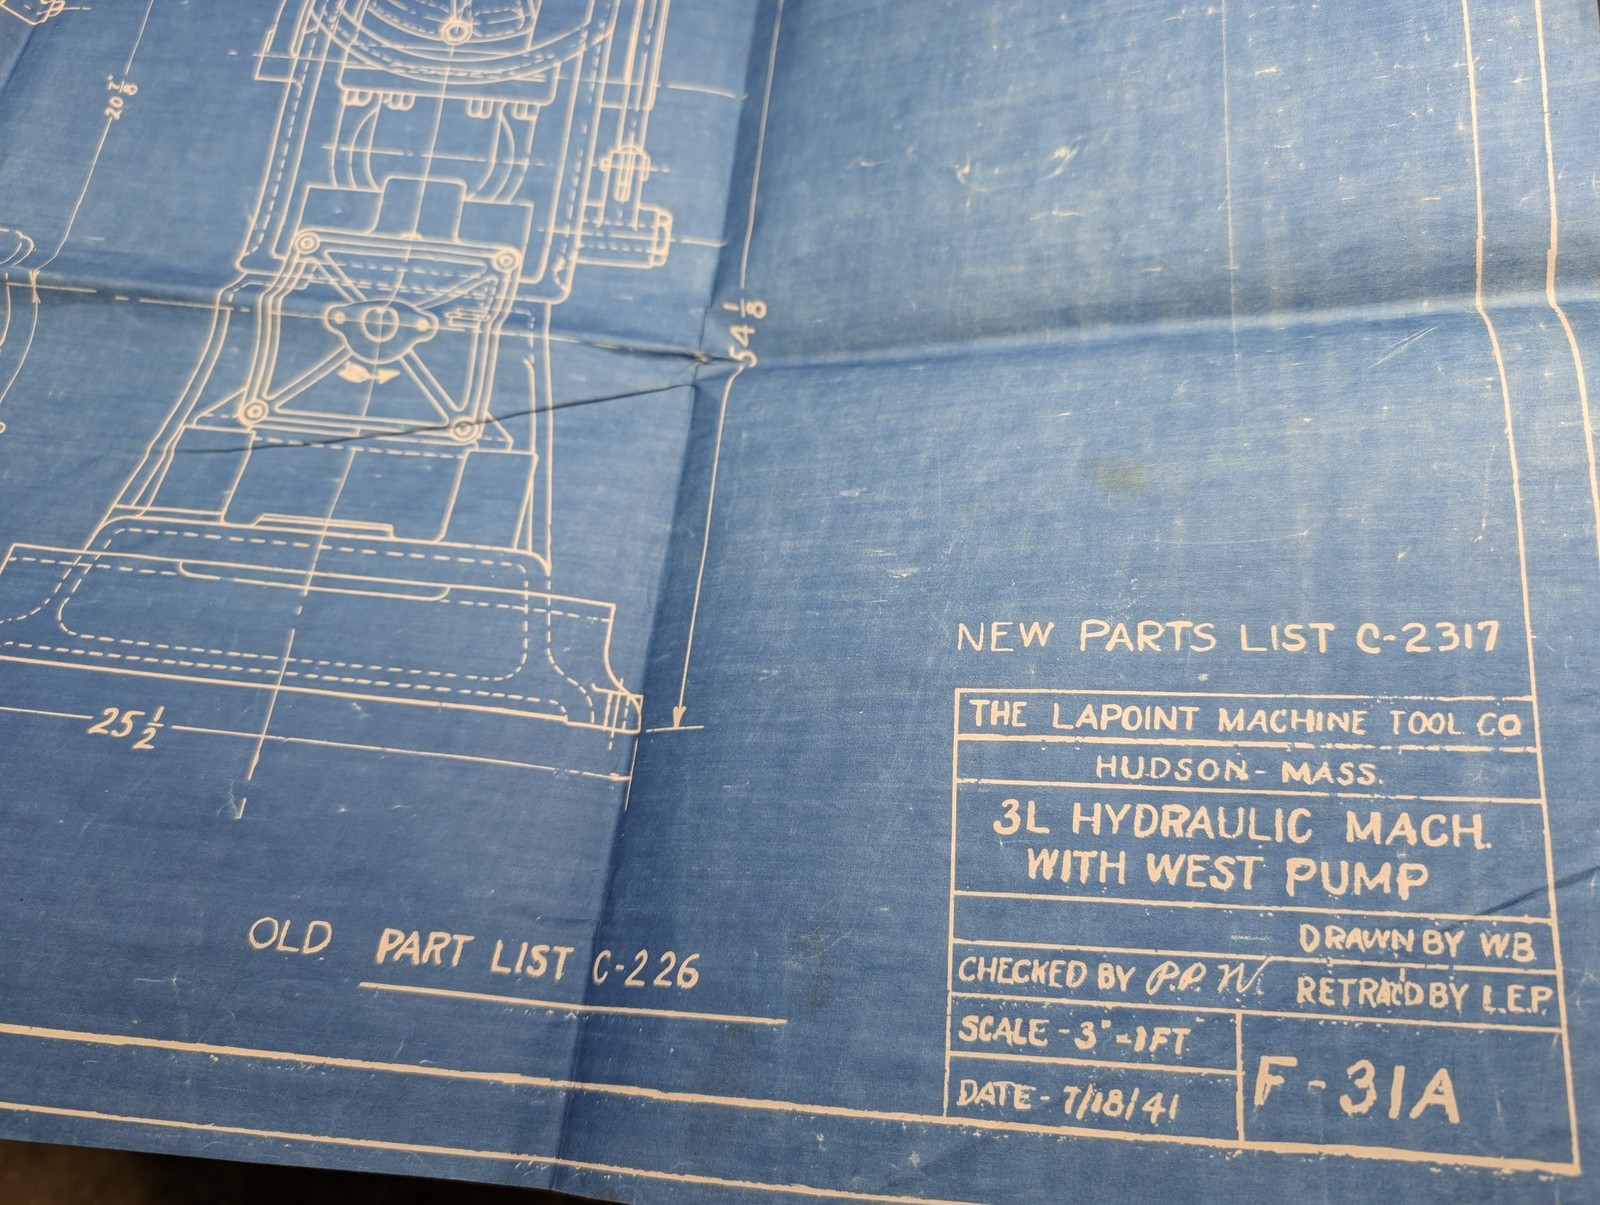 20 7/8
54 1/8
25 1/2
NEW PARTS LIST C-2317
THE LAPOINT MACHINE TOOL CO
HUDSON - MASS.
3L HYDRAULIC MACH.
WITH WEST PUMP
DRAWN BY W.B.
CHECKED BY P.P.W. RETRAC'D BY L.E.P.
SCALE - 3" = 1 FT
DATE - 7/18/41
F - 31A
OLD PART LIST C-226